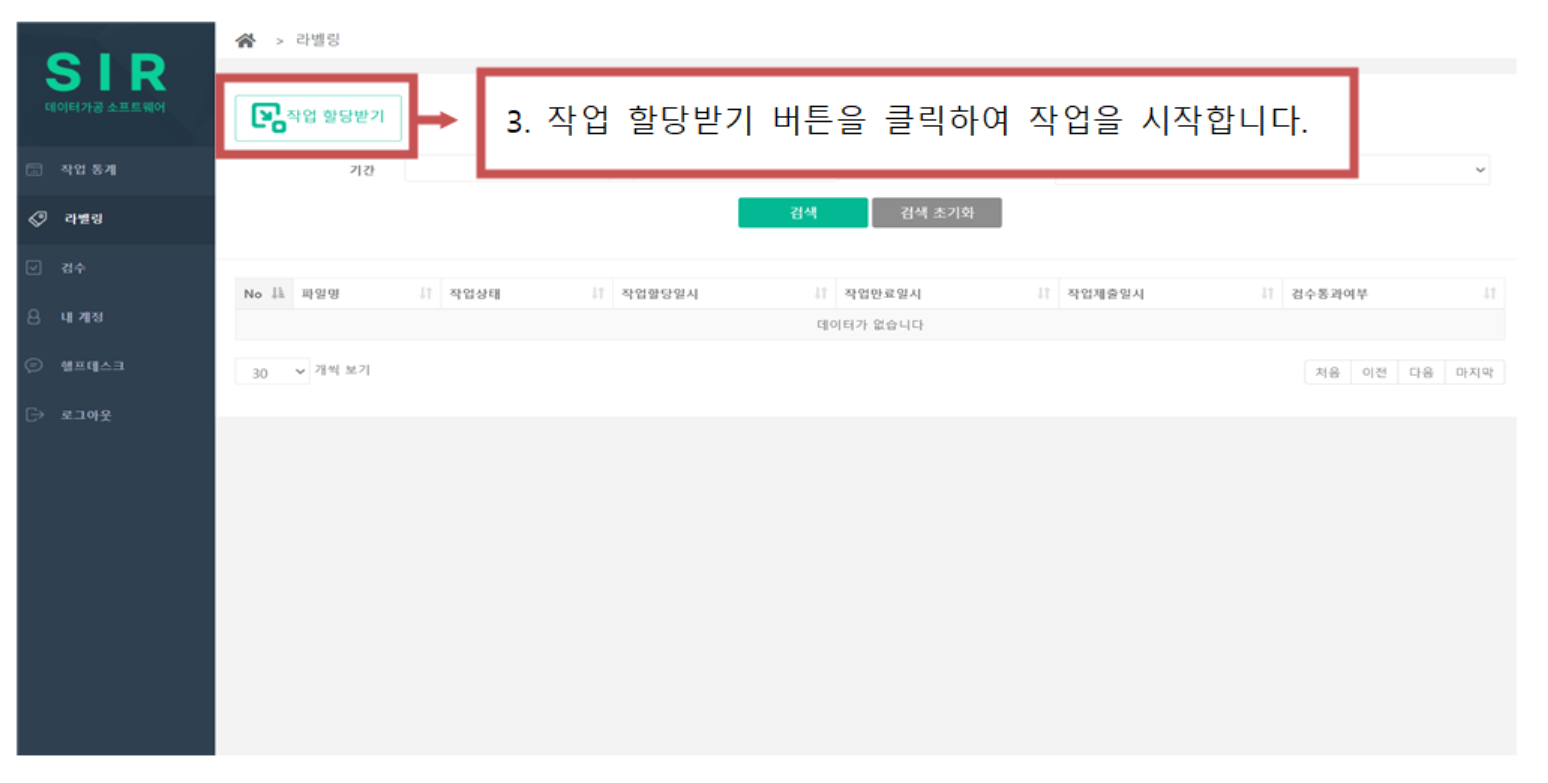 > 라벨링
SIR
데이터가공 소프트웨어
작업 통계
라벨링
검수
내 계정
헬프데스크
로그아웃
작업 할당받기
3. 작업 할당받기 버튼을 클릭하여 작업을 시작합니다.
기간
검색 검색 초기화
No 파일명 작업상태 작업할당일시 작업만료일시 작업제출일시 검수통과여부
데이터가 없습니다
30 개씩 보기
처음 이전 다음 마지막